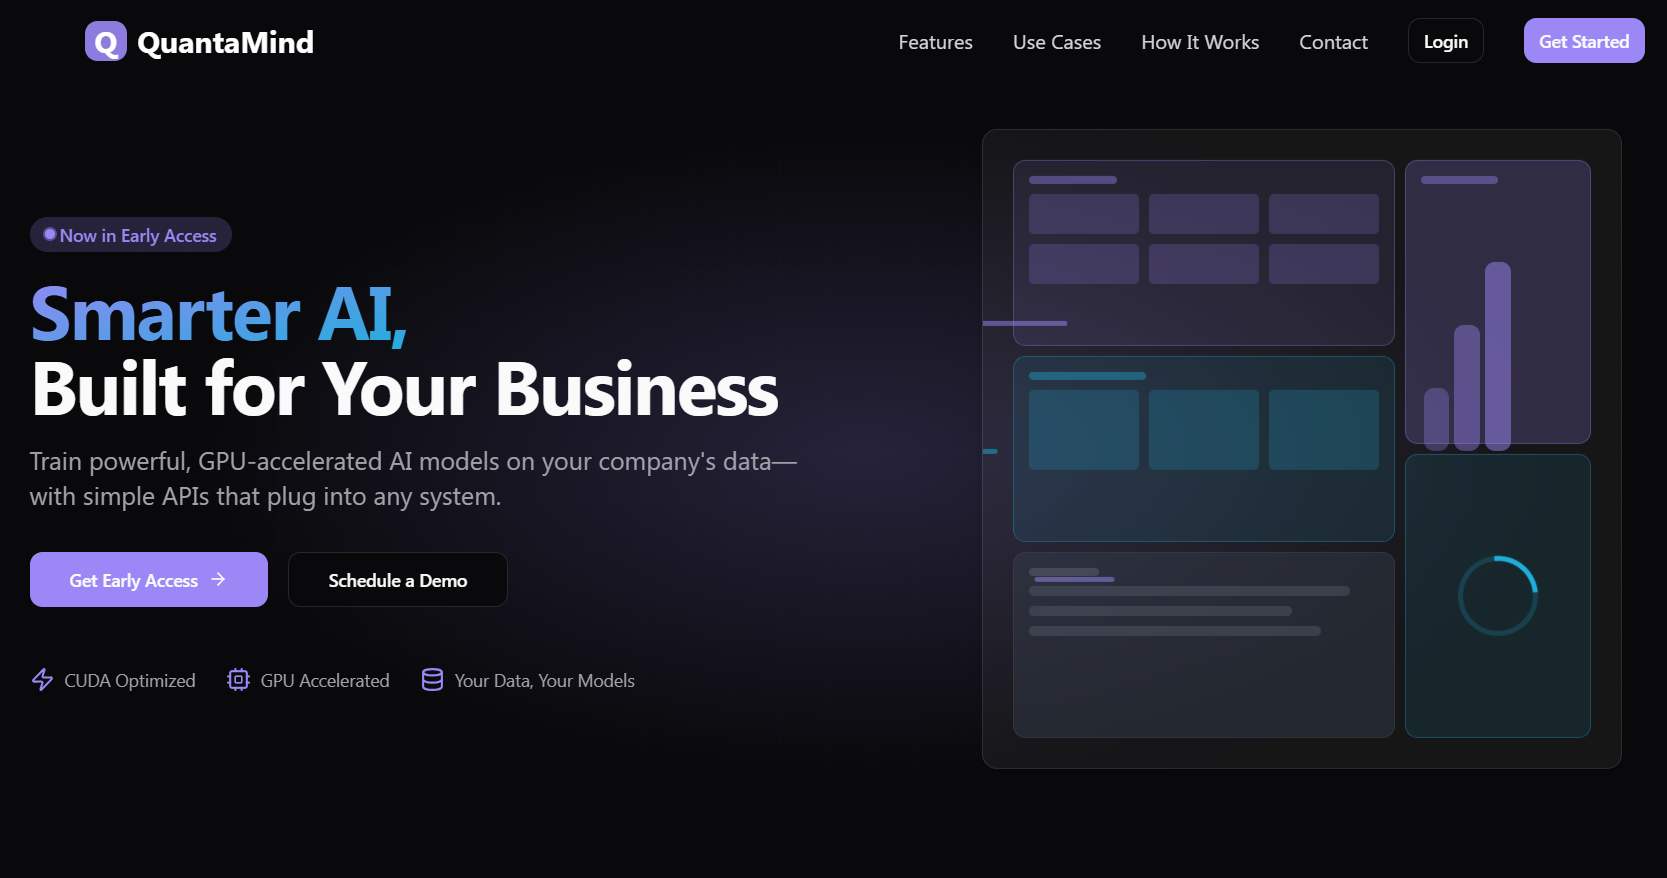 Q QuantaMind
Features
Use Cases
How It Works
Contact
Login
Get Started
Now in Early Access
Smarter AI,
Built for Your Business
Train powerful, GPU-accelerated AI models on your company's data—
with simple APIs that plug into any system.
Get Early Access
Schedule a Demo
CUDA Optimized
GPU Accelerated
Your Data, Your Models